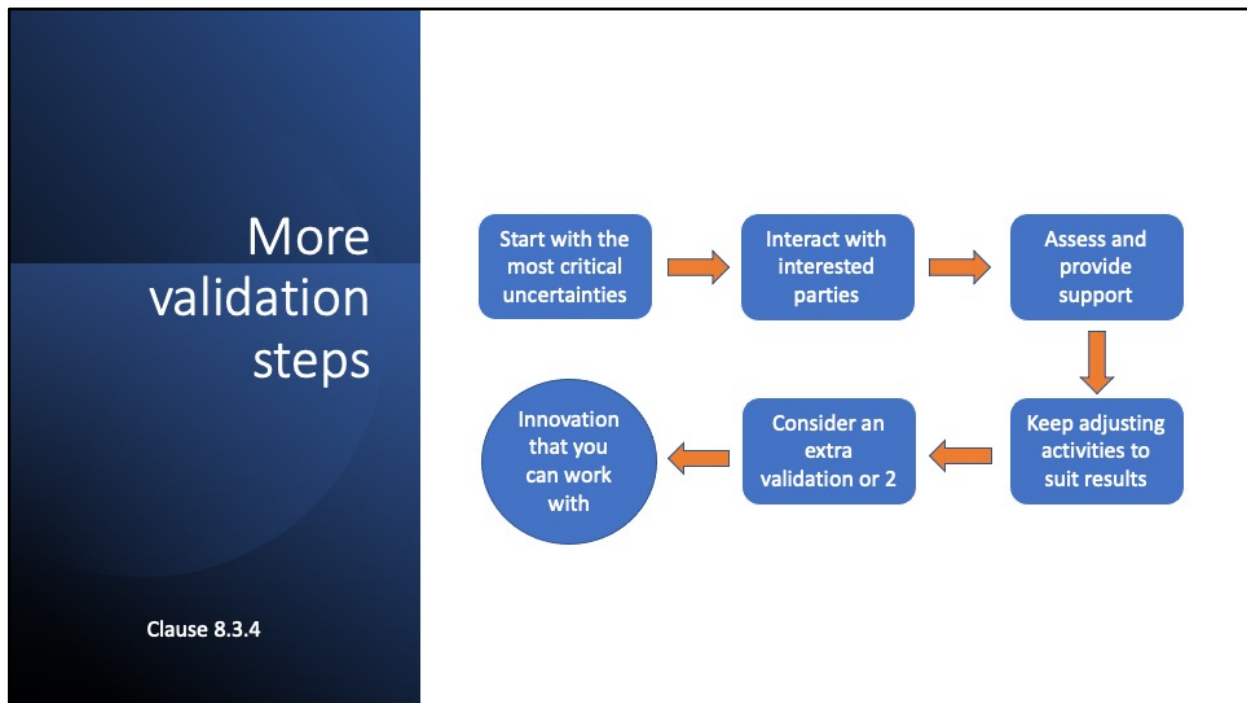 More
validation
steps
Clause 8.3.4
Start with the
most critical
uncertainties
Interact with
interested
parties
Assess and
provide
support
Keep adjusting
activities to
suit results
Consider an
extra
validation or 2
Innovation
that you
can work
with